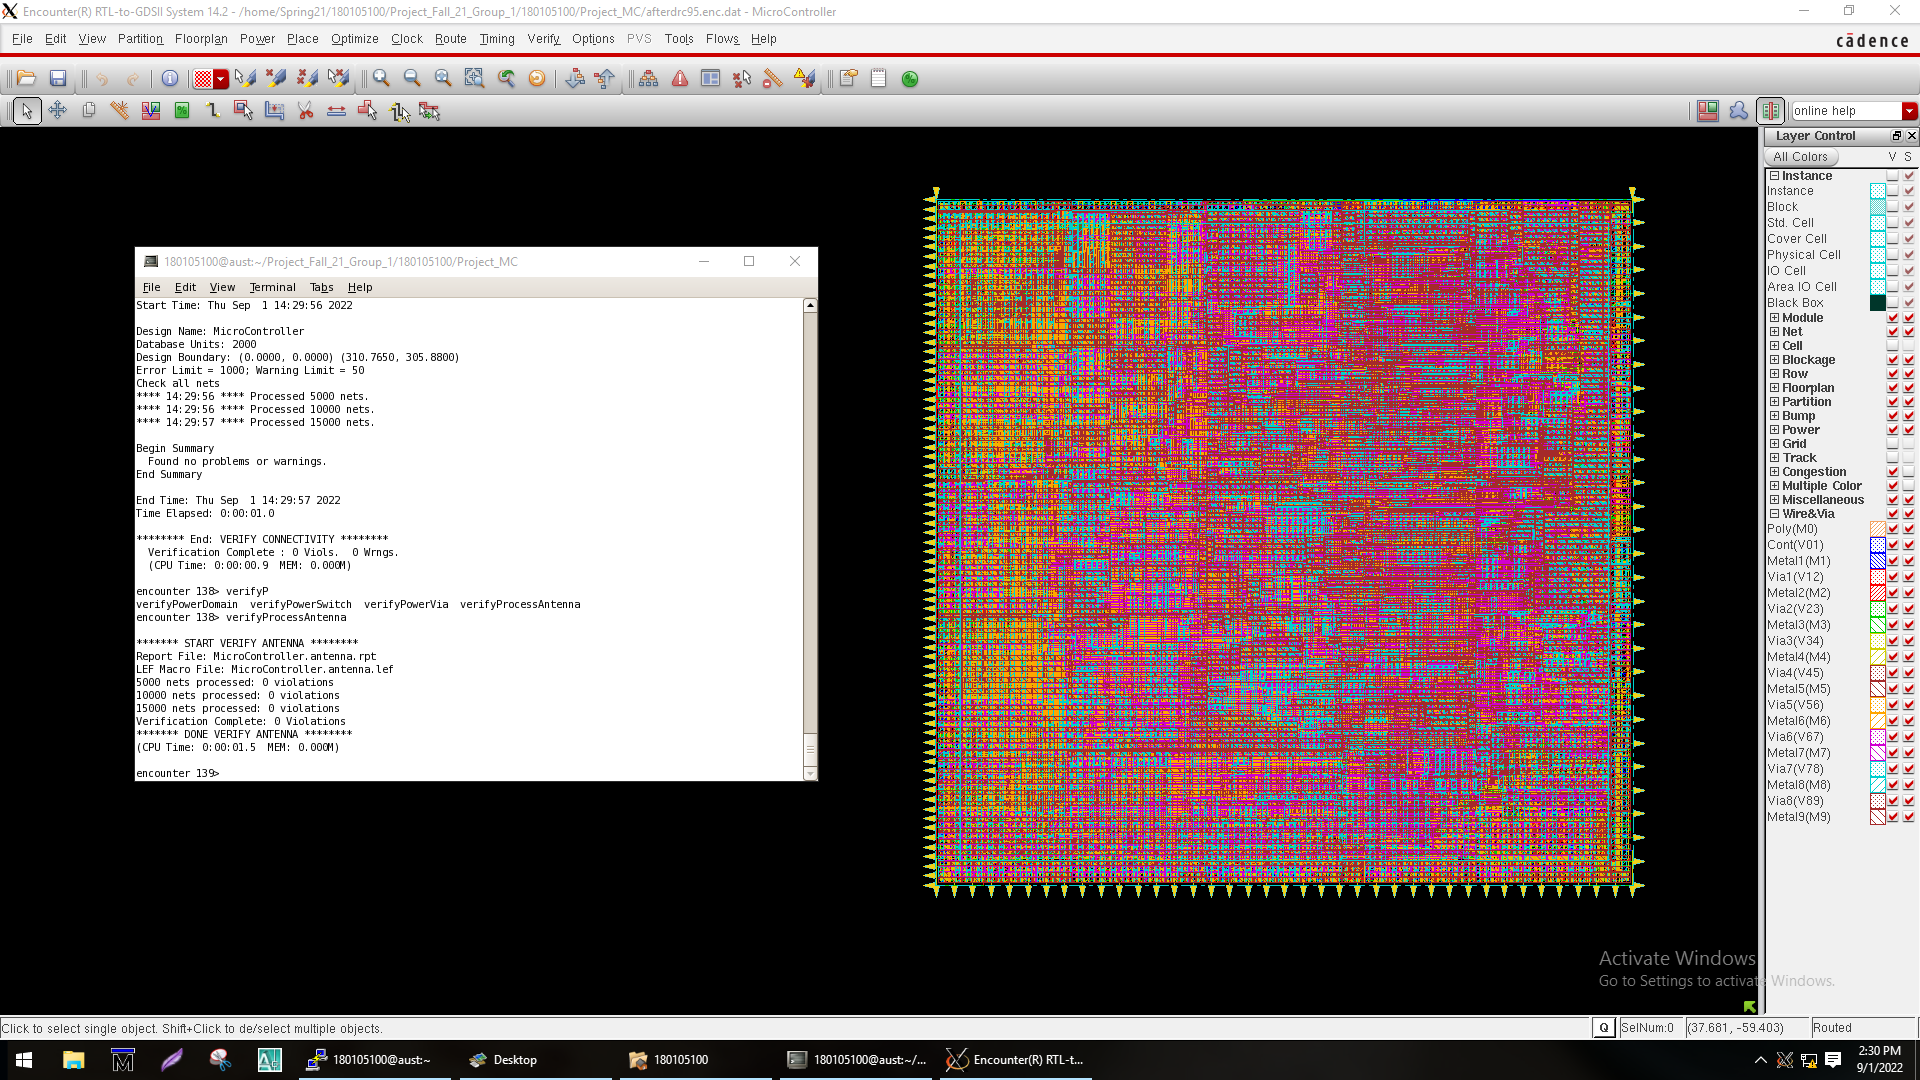 Encounter(R) RTL-to-GDSII System 14.2 - /home/Spring21/180105100/Project_Fall_21_Group_1/180105100/Project_MC/afterdrc95.enc.dat - MicroController
File Edit View Partition Floorplan Power Place Optimize Clock Route Timing Verify Options PVS Tools Flows Help
cādence
online help
180105100@aust:~/Project_Fall_21_Group_1/180105100/Project_MC
File Edit View Terminal Tabs Help
Start Time: Thu Sep  1 14:29:56 2022
Design Name: MicroController
Database Units: 2000
Design Boundary: (0.0000, 0.0000) (310.7650, 305.8800)
Error Limit = 1000; Warning Limit = 50
Check all nets
**** 14:29:56 **** Processed 5000 nets.
**** 14:29:56 **** Processed 10000 nets.
**** 14:29:57 **** Processed 15000 nets.
Begin Summary
Found no problems or warnings.
End Summary
End Time: Thu Sep  1 14:29:57 2022
Time Elapsed: 0:00:01.0
******** End: VERIFY CONNECTIVITY ********
Verification Complete : 0 Viols.  0 Wrngs.
(CPU Time: 0:00:00.9  MEM: 0.000M)
encounter 138> verifyP
verifyPowerDomain  verifyPowerSwitch  verifyPowerVia  verifyProcessAntenna
encounter 138> verifyProcessAntenna
******* START VERIFY ANTENNA ********
Report File: MicroController.antenna.rpt
LEF Macro File: MicroController.antenna.lef
5000 nets processed: 0 violations
10000 nets processed: 0 violations
15000 nets processed: 0 violations
Verification Complete: 0 Violations
******* DONE VERIFY ANTENNA ********
(CPU Time: 0:00:01.5  MEM: 0.000M)
encounter 139>
Layer Control
All Colors V S
Instance
Instance
Block
Std. Cell
Cover Cell
Physical Cell
IO Cell
Area IO Cell
Black Box
Module
Net
Cell
Blockage
Row
Floorplan
Partition
Bump
Power
Grid
Track
Congestion
Multiple Color
Miscellaneous
Wire&Via
Poly(M0)
Cont(V01)
Metal1(M1)
Via1(V12)
Metal2(M2)
Via2(V23)
Metal3(M3)
Via3(V34)
Metal4(M4)
Via4(V45)
Metal5(M5)
Via5(V56)
Metal6(M6)
Via6(V67)
Metal7(M7)
Via7(V78)
Metal8(M8)
Via8(V89)
Metal9(M9)
Activate Windows
Go to Settings to activate Windows.
Click to select single object. Shift+Click to de/select multiple objects.
Q SelNum:0 (37.681, -59.403) Routed
180105100@aust:~ Desktop 180105100 180105100@aust:~/... Encounter(R) RTL-t...
2:30 PM
9/1/2022